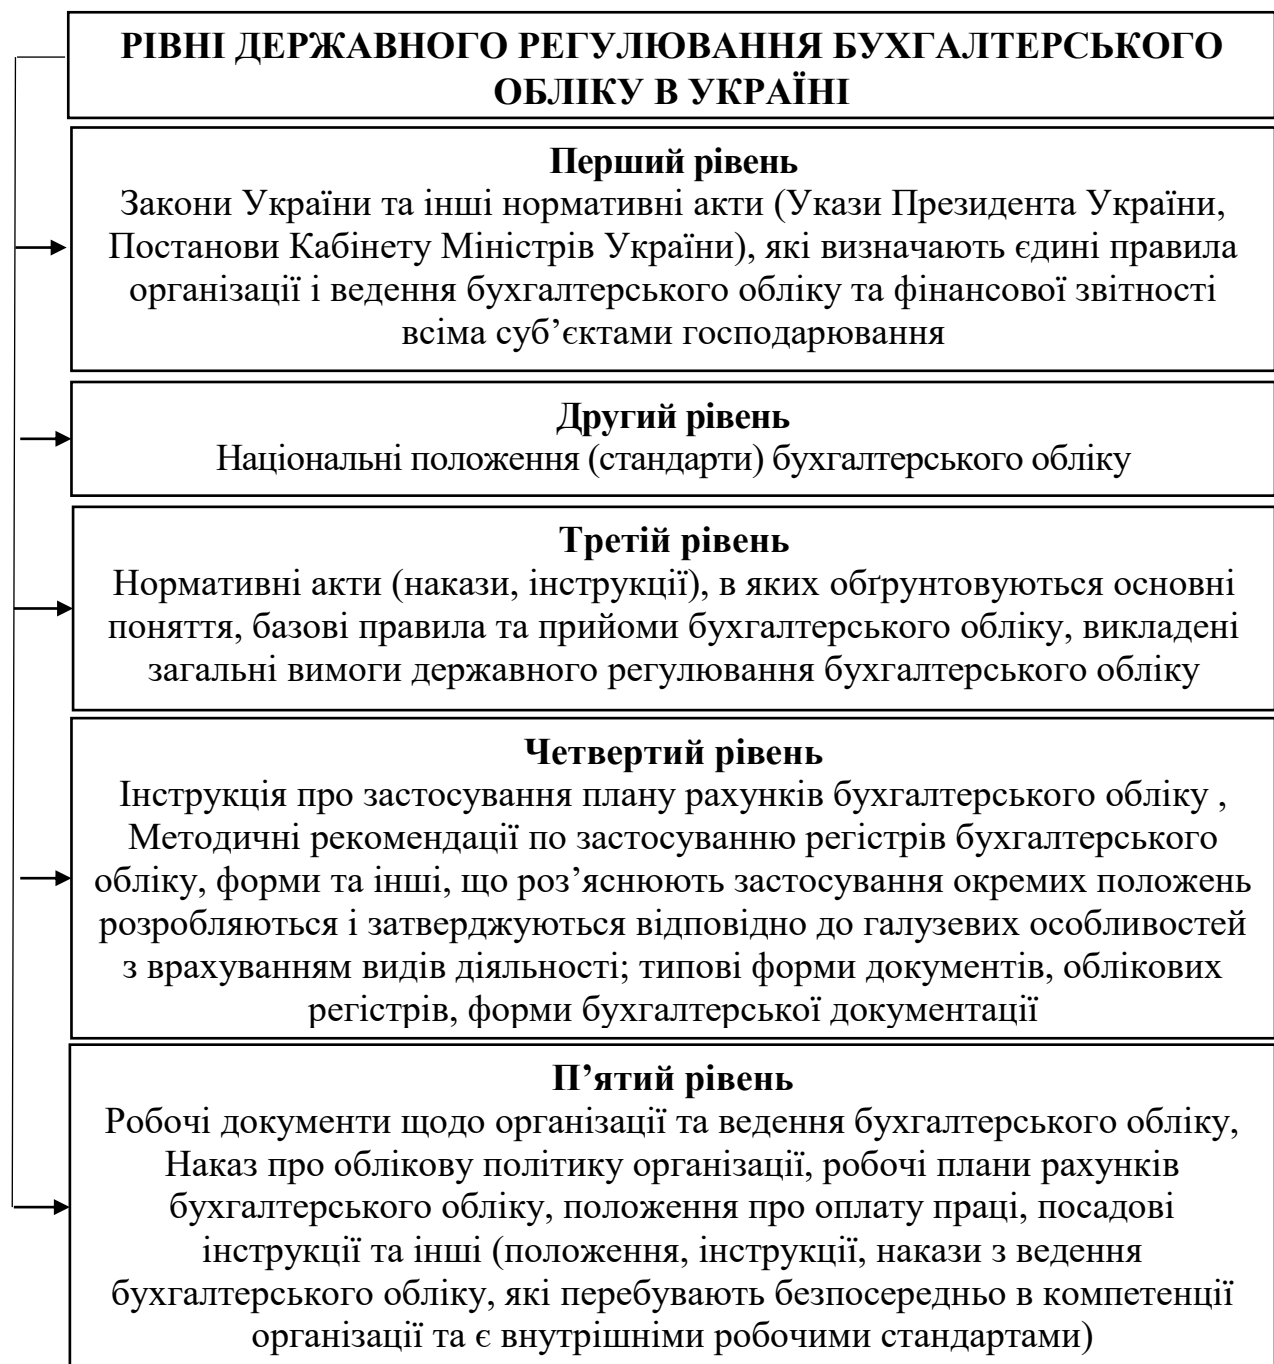 РІВНІ ДЕРЖАВНОГО РЕГУЛЮВАННЯ БУХГАЛТЕРСЬКОГО
ОБЛІКУ В УКРАЇНІ
Перший рівень
Закони України та інші нормативні акти (Укази Президента України,
Постанови Кабінету Міністрів України), які визначають єдині правила
організації і ведення бухгалтерського обліку та фінансової звітності
всіма суб’єктами господарювання
Другий рівень
Національні положення (стандарти) бухгалтерського обліку
Третій рівень
Нормативні акти (накази, інструкції), в яких обґрунтовуються основні
поняття, базові правила та прийоми бухгалтерського обліку, викладені
загальні вимоги державного регулювання бухгалтерського обліку
Четвертий рівень
Інструкція про застосування плану рахунків бухгалтерського обліку ,
Методичні рекомендації по застосуванню регістрів бухгалтерського
обліку, форми та інші, що роз’яснюють застосування окремих положень
розробляються і затверджуються відповідно до галузевих особливостей
з врахуванням видів діяльності; типові форми документів, облікових
регістрів, форми бухгалтерської документації
П’ятий рівень
Робочі документи щодо організації та ведення бухгалтерського обліку,
Наказ про облікову політику організації, робочі плани рахунків
бухгалтерського обліку, положення про оплату праці, посадові
інструкції та інші (положення, інструкції, накази з ведення
бухгалтерського обліку, які перебувають безпосередньо в компетенції
організації та є внутрішніми робочими стандартами)